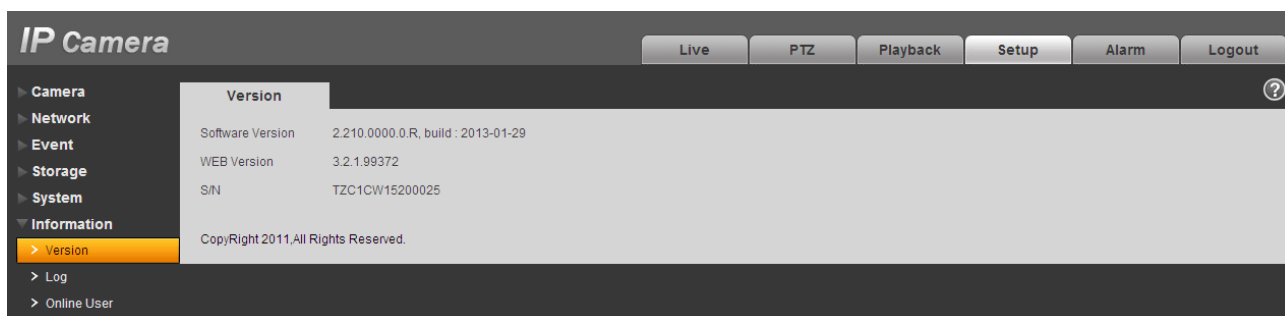 IP Camera
Live PTZ Playback Setup Alarm Logout
?
Camera
Network
Event
Storage
System
Information
> Version
> Log
> Online User
Version
Software Version 2.210.0000.0.R, build : 2013-01-29
WEB Version 3.2.1.99372
S/N TZC1CW15200025
CopyRight 2011,All Rights Reserved.